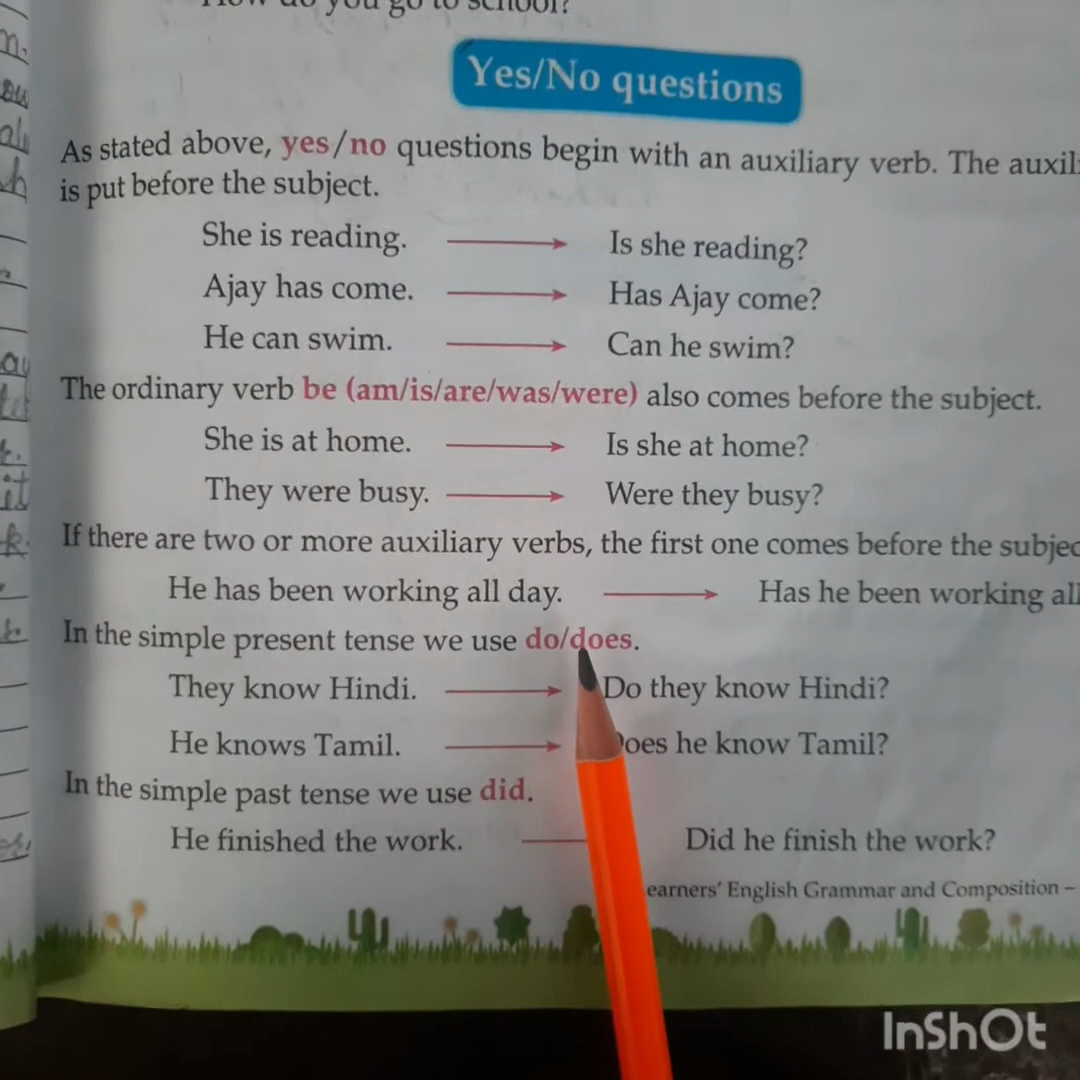 How do you go to school?
Yes/No questions
As stated above, yes/no questions begin with an auxiliary verb. The
is put before the subject.
She is reading. Is she reading?
Ajay has come. Has Ajay come?
He can swim. Can he swim?
The ordinary verb be (am/is/are/was/were) also comes before the subject.
She is at home. Is she at home?
They were busy. Were they busy?
If there are two or more auxiliary verbs, the first one comes before the
He has been working all day. Has he been working all
In the simple present tense we use do/does.
They know Hindi. Do they know Hindi?
He knows Tamil. Does he know Tamil?
In the simple past tense we use did.
He finished the work. Did he finish the work?
earners' English Grammar and Composition –
InShOt